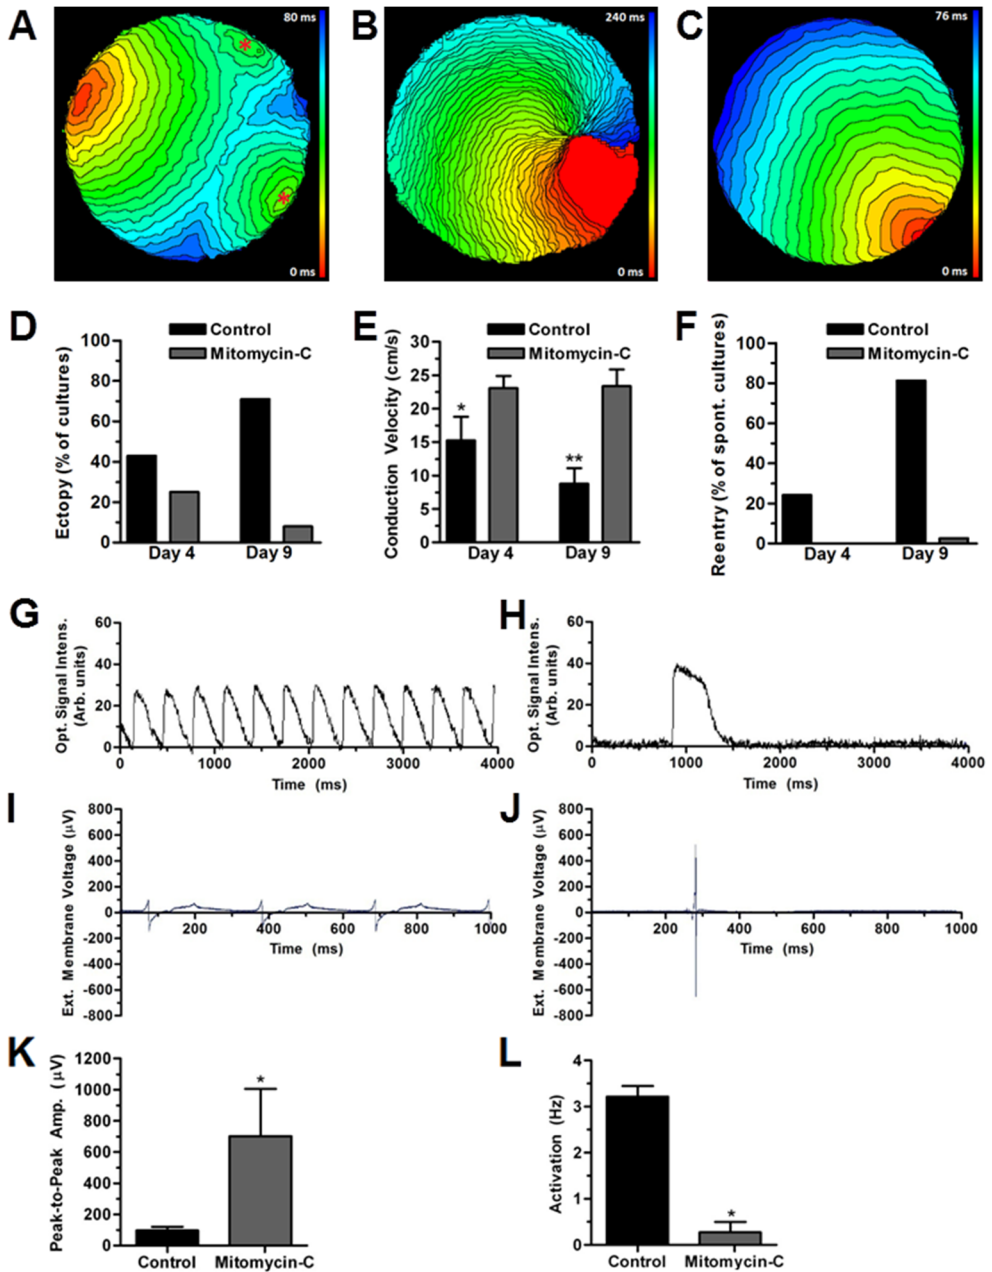 A
80 ms
*
*
0 ms
B
240 ms
0 ms
C
76 ms
0 ms
D
Control
Mitomycin-C
Ectopy (% of cultures)
100
80
60
40
20
0
Day 4
Day 9
E
Control
Mitomycin-C
Conduction Velocity (cm/s)
30
25
20
15
10
5
0
*
**
Day 4
Day 9
F
Control
Mitomycin-C
Reentry (% of spont. cultures)
100
80
60
40
20
0
Day 4
Day 9
G
Opt. Signal Intens.
(Arb. units)
60
40
20
0
0 1000 2000 3000 4000
Time (ms)
H
Opt. Signal Intens.
(Arb. units)
60
40
20
0
0 1000 2000 3000 4000
Time (ms)
I
Ext. Membrane Voltage (µV)
800
600
400
200
0
-200
-400
-600
-800
200 400 600 800 1000
Time (ms)
J
Ext. Membrane Voltage (µV)
800
600
400
200
0
-200
-400
-600
-800
200 400 600 800 1000
Time (ms)
K
Peak-to-Peak Amp. (µV)
1200
1000
800
600
400
200
0
*
Control
Mitomycin-C
L
Activation (Hz)
4
3
2
1
0
*
Control
Mitomycin-C